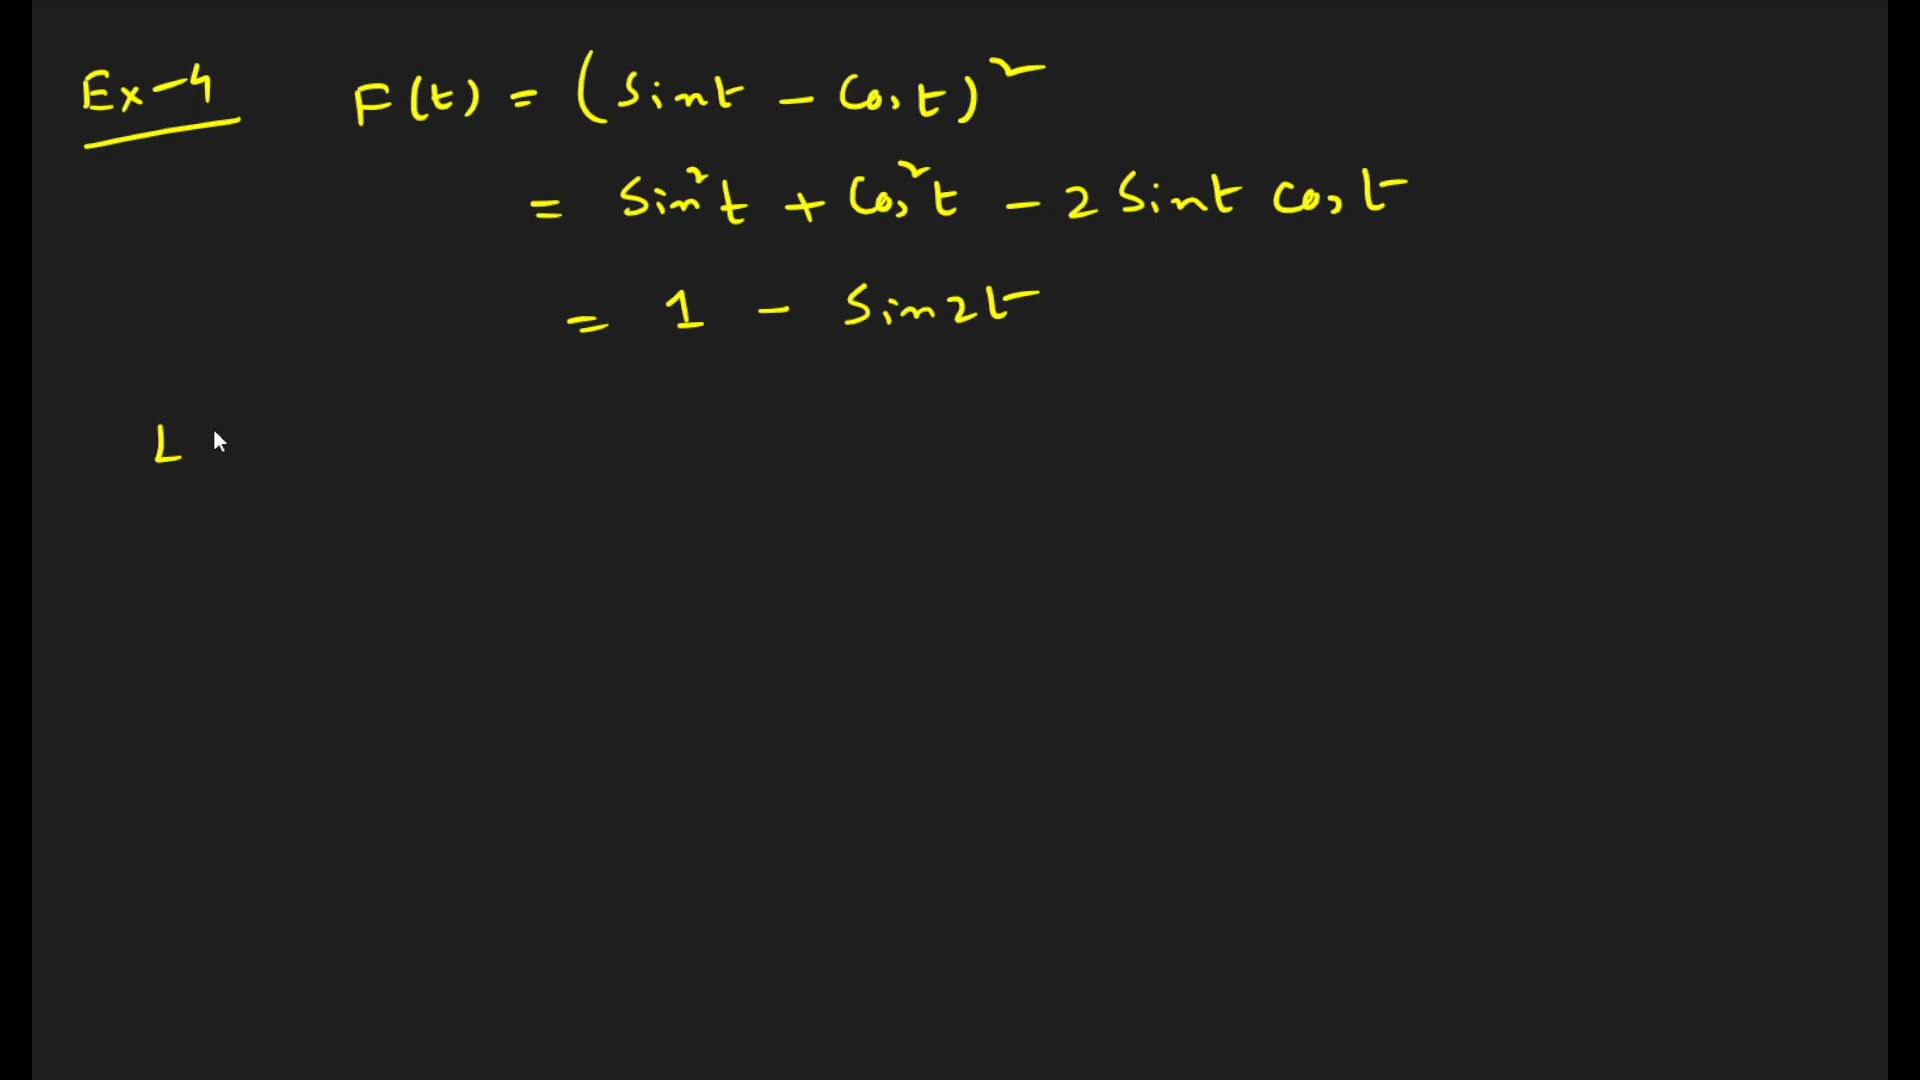 Ex-4 F(t) = (Sint - Cost)²
= Sin²t + Cos²t - 2 Sint cost
= 1 - Sin2t
L